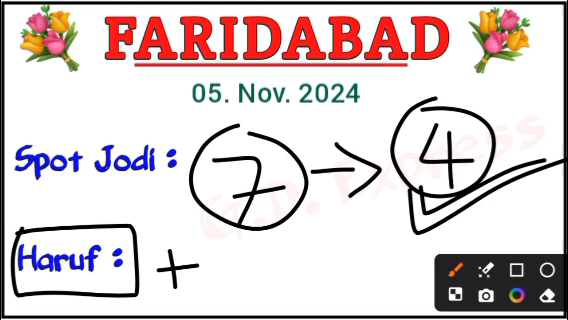 FARIDABAD
05. Nov. 2024
Spot Jodi : 7 → 4
Haruf : +